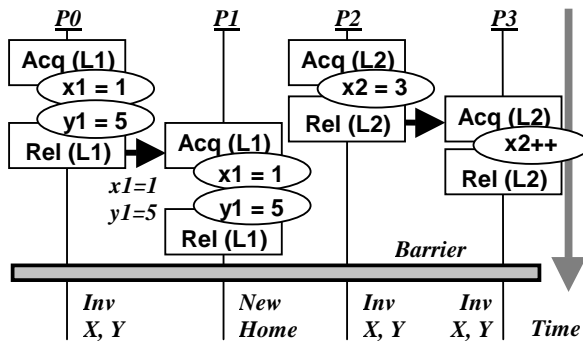 P0 P1 P2 P3
Acq (L1)
x1 = 1
y1 = 5
Rel (L1)
x1=1
y1=5
Acq (L1)
x1 = 1
y1 = 5
Rel (L1)
Acq (L2)
x2 = 3
Rel (L2)
Acq (L2)
x2++
Rel (L2)
Barrier
Inv New Inv Inv
X, Y Home X, Y X, Y Time